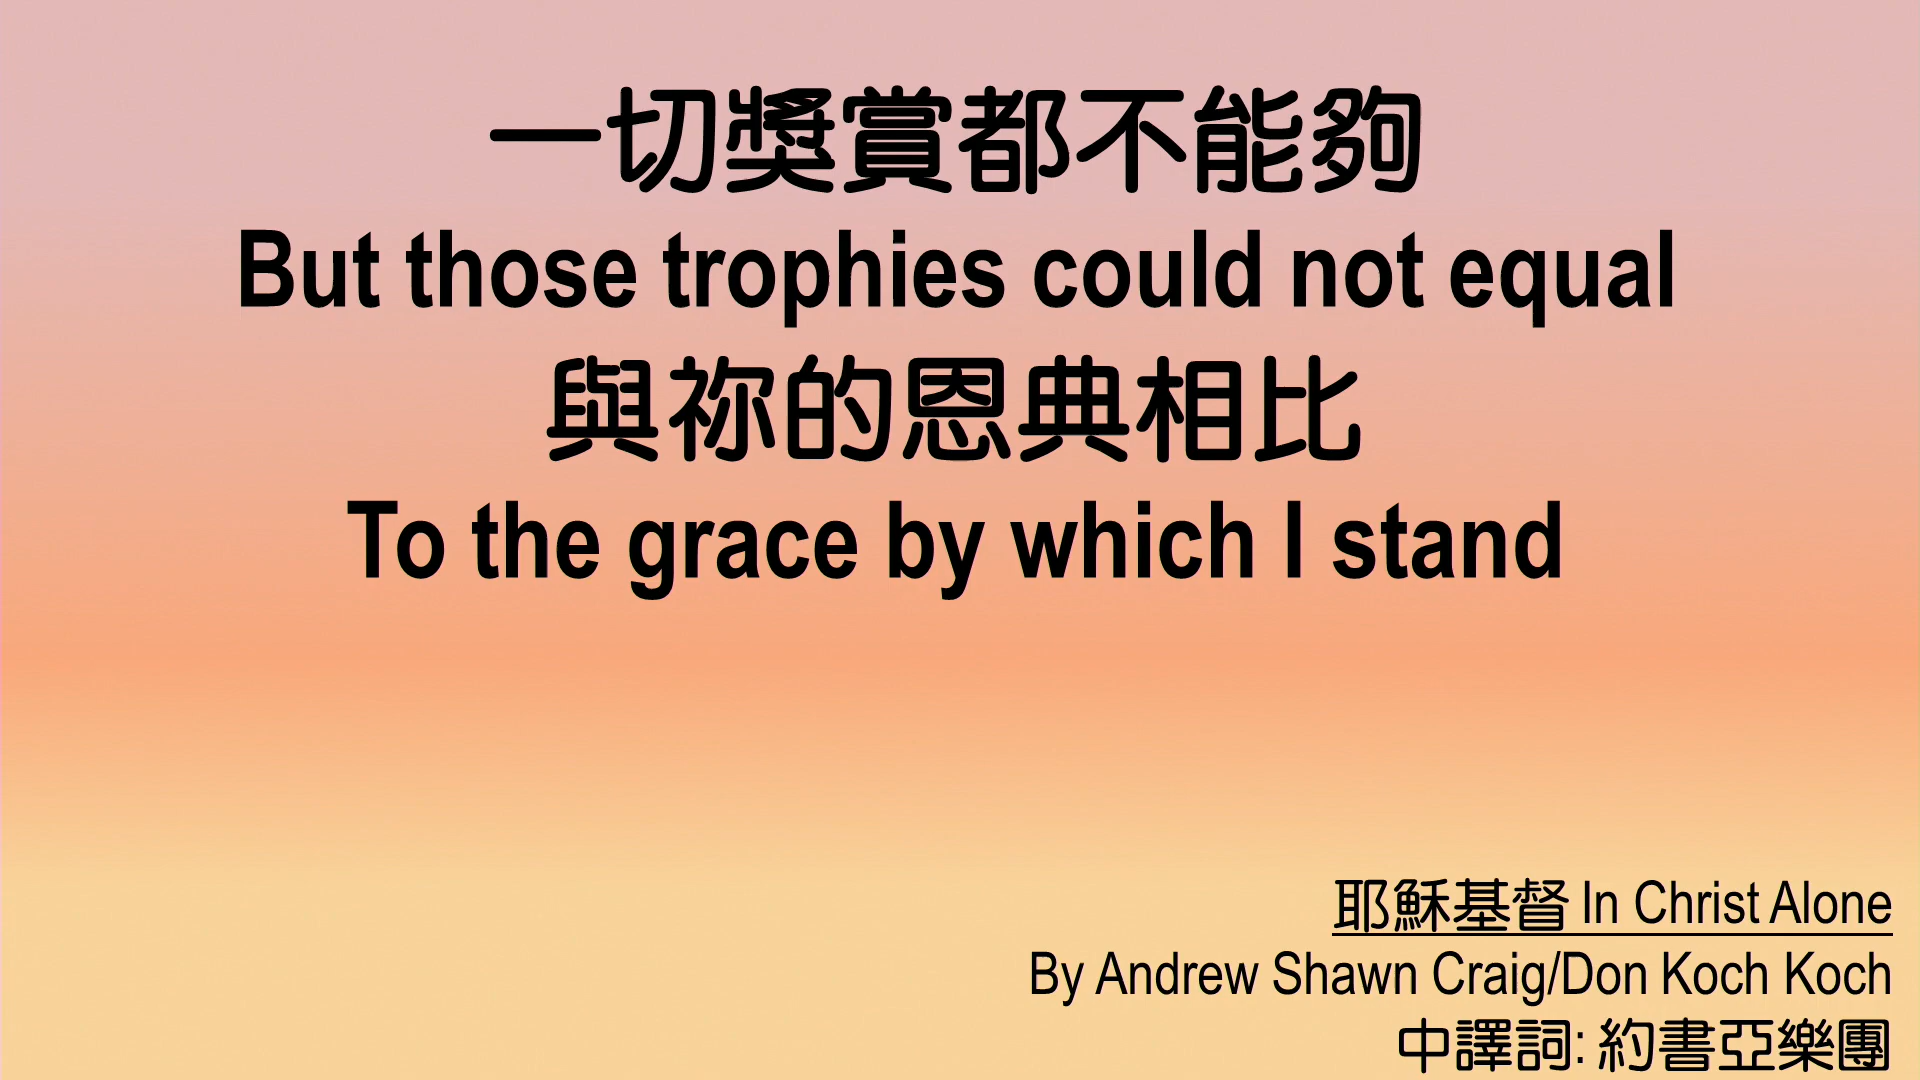 一切獎賞都不能夠
But those trophies could not equal
與祢的恩典相比
To the grace by which I stand
耶穌基督 In Christ Alone
By Andrew Shawn Craig/Don Koch Koch
中譯詞: 約書亞樂團